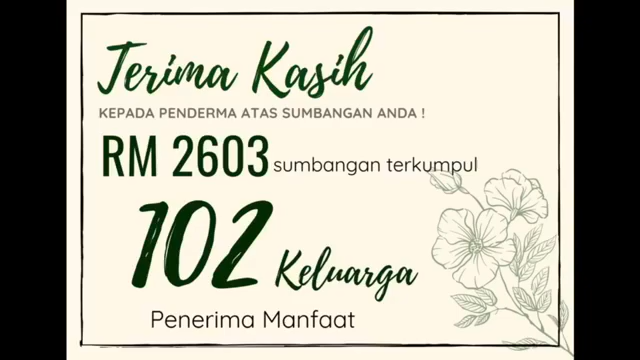 Terima Kasih
KEPADA PENDERMA ATAS SUMBANGAN ANDA !
RM 2603 sumbangan terkumpul
102 Keluarga
Penerima Manfaat